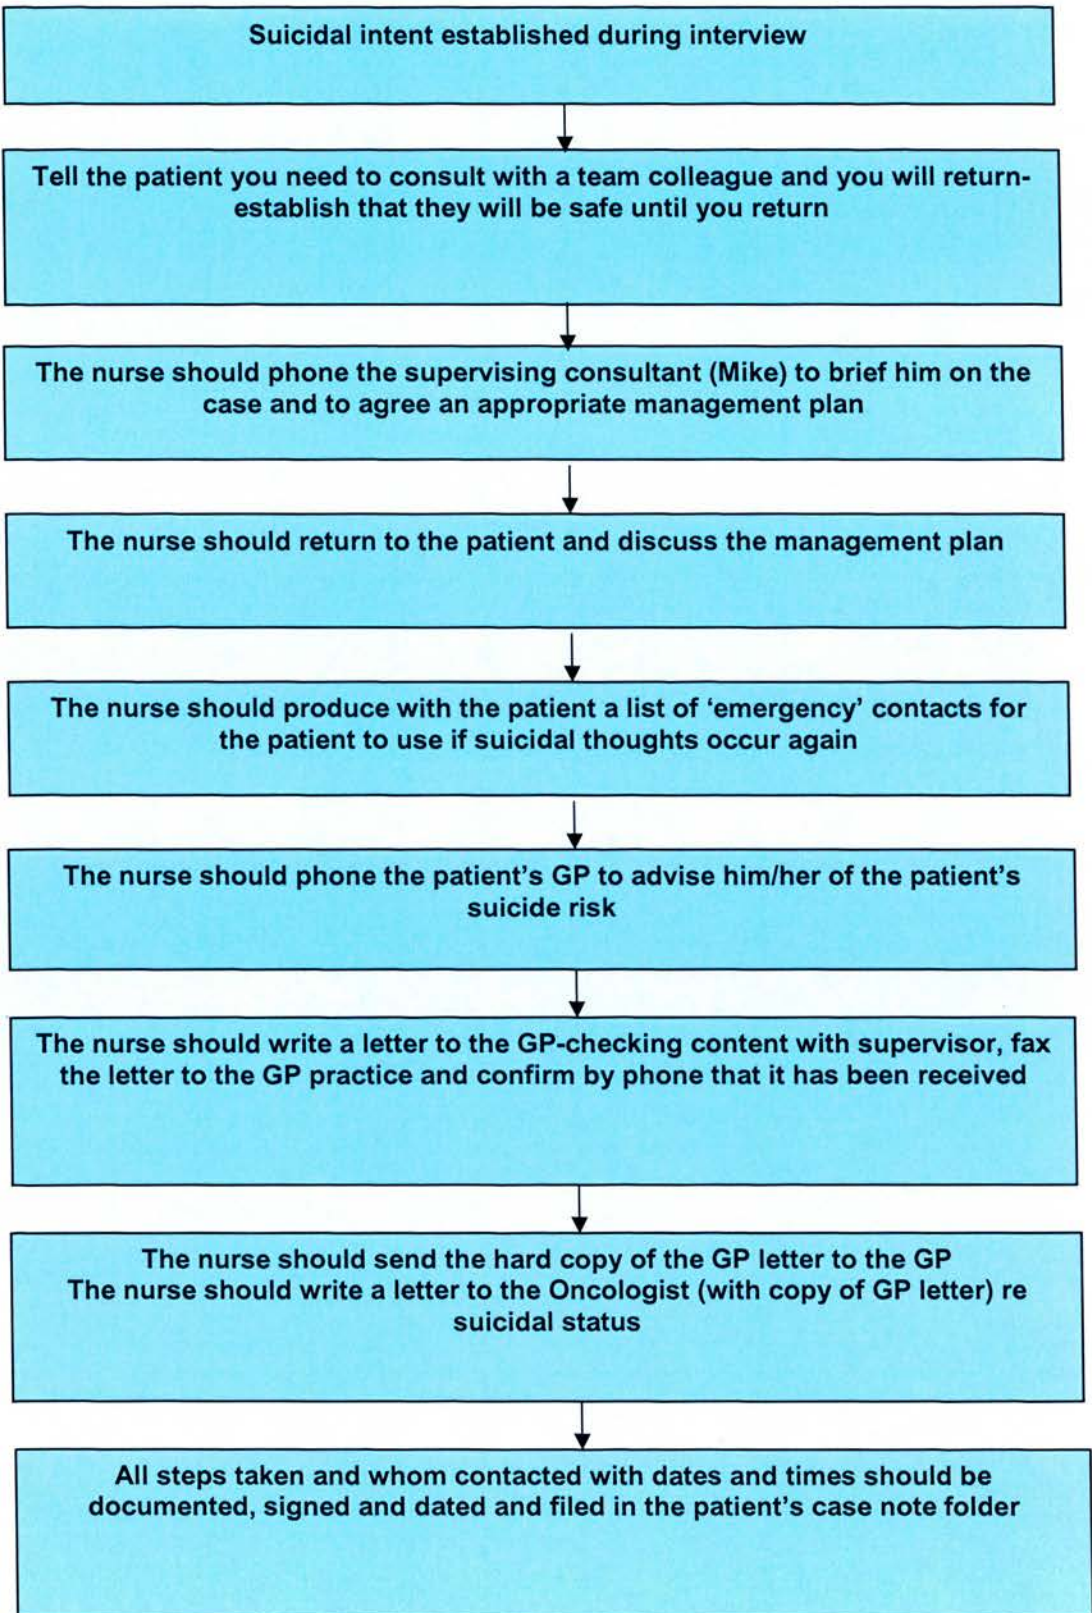 Suicidal intent established during interview
Tell the patient you need to consult with a team colleague and you will return-
establish that they will be safe until you return
The nurse should phone the supervising consultant (Mike) to brief him on the
case and to agree an appropriate management plan
The nurse should return to the patient and discuss the management plan
The nurse should produce with the patient a list of ‘emergency’ contacts for
the patient to use if suicidal thoughts occur again
The nurse should phone the patient’s GP to advise him/her of the patient’s
suicide risk
The nurse should write a letter to the GP-checking content with supervisor, fax
the letter to the GP practice and confirm by phone that it has been received
The nurse should send the hard copy of the GP letter to the GP
The nurse should write a letter to the Oncologist (with copy of GP letter) re
suicidal status
All steps taken and whom contacted with dates and times should be
documented, signed and dated and filed in the patient’s case note folder